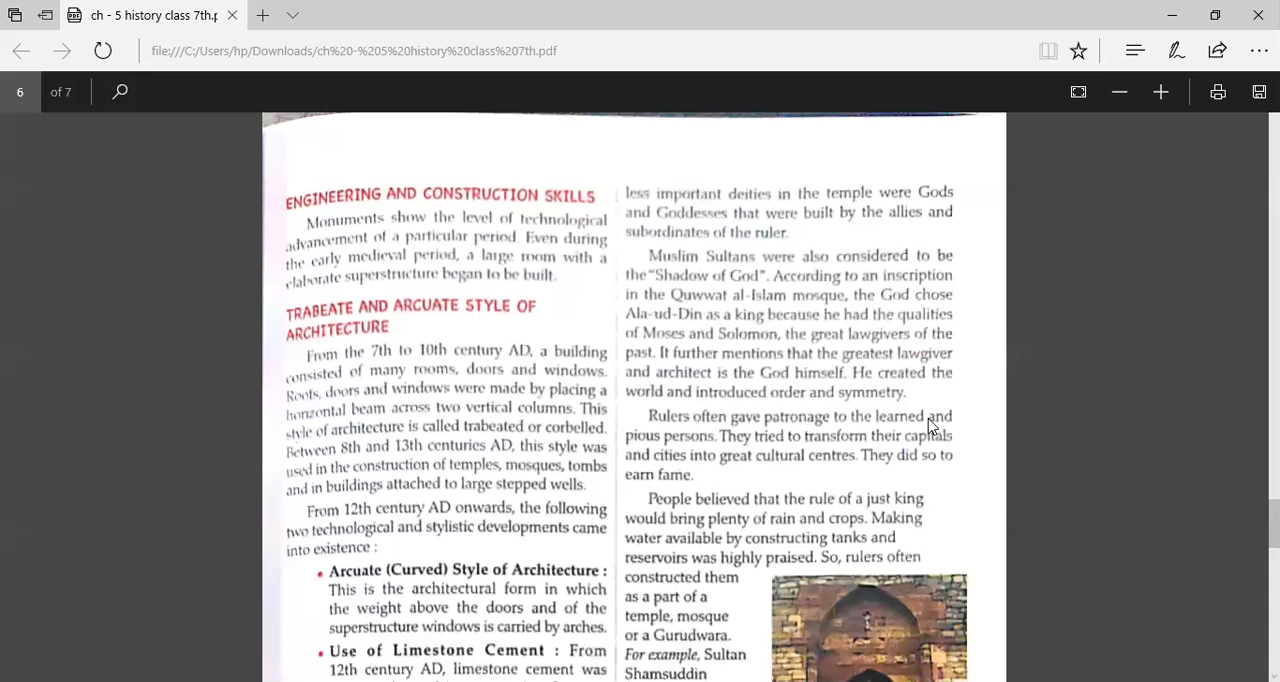 ch - 5 history class 7th.p
file:///C:/Users/hp/Downloads/ch%20-%205%20history%20class%207th.pdf
6 of 7
ENGINEERING AND CONSTRUCTION SKILLS
Monuments show the level of technological
advancement of a particular period. Even during
the early medieval period, a large room with a
elaborate superstructure began to be built.
TRABEATE AND ARCUATE STYLE OF
ARCHITECTURE
From the 7th to 10th century AD, a building
consisted of many rooms, doors and windows.
Roofs, doors and windows were made by placing a
horizontal beam across two vertical columns. This
style of architecture is called trabeated or corbelled.
Between 8th and 13th centuries AD, this style was
used in the construction of temples, mosques, tombs
and in buildings attached to large stepped wells.
From 12th century AD onwards, the following
two technological and stylistic developments came
into existence :
• Arcuate (Curved) Style of Architecture :
This is the architectural form in which
the weight above the doors and of the
superstructure windows is carried by arches.
• Use of Limestone Cement : From
12th century AD, limestone cement was
less important deities in the temple were Gods
and Goddesses that were built by the allies and
subordinates of the ruler.
Muslim Sultans were also considered to be
the "Shadow of God". According to an inscription
in the Quwwat al-Islam mosque, the God chose
Ala-ud-Din as a king because he had the qualities
of Moses and Solomon, the great lawgivers of the
past. It further mentions that the greatest lawgiver
and architect is the God himself. He created the
world and introduced order and symmetry.
Rulers often gave patronage to the learned and
pious persons. They tried to transform their capitals
and cities into great cultural centres. They did so to
earn fame.
People believed that the rule of a just king
would bring plenty of rain and crops. Making
water available by constructing tanks and
reservoirs was highly praised. So, rulers often
constructed them
as a part of a
temple, mosque
or a Gurudwara.
For example, Sultan
Shamsuddin